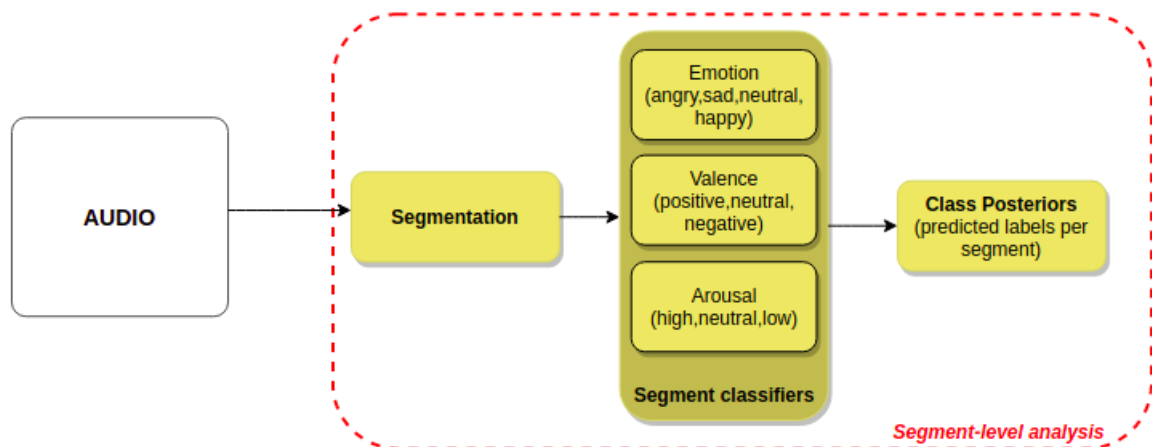 AUDIO
Segmentation
Emotion
(angry,sad,neutral,
happy)
Valence
(positive,neutral,
negative)
Arousal
(high,neutral,low)
Segment classifiers
Class Posteriors
(predicted labels per
segment)
Segment-level analysis